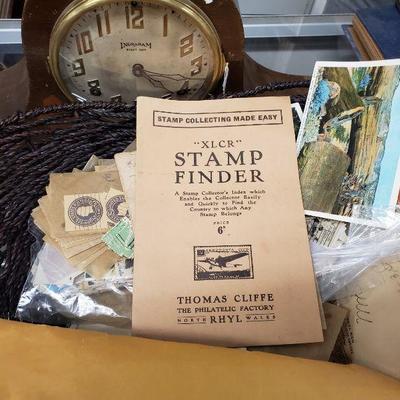 INGRAHAM
STAMP COLLECTING MADE EASY
"XLCR"
STAMP
FINDER
A Stamp Collector's Index which
Enables the Collector Easily
and Quickly to Find the
Country to which Any
Stamp Belongs
PRICE
6ᴰ
THOMAS CLIFFE
THE PHILATELIC FACTORY
NORTH RHYL WALES